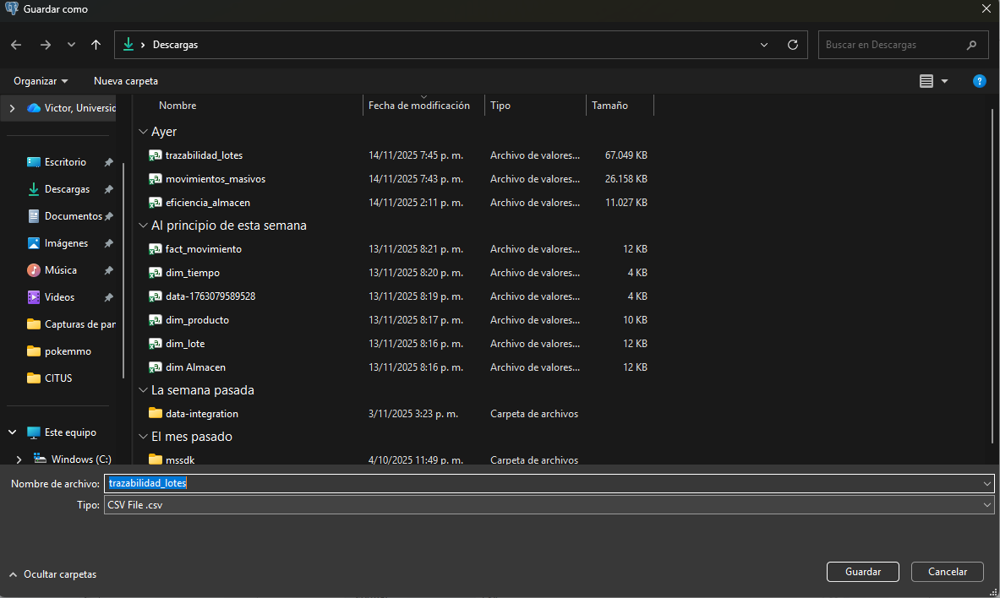 Guardar como
Descargas
Buscar en Descargas
Organizar
Nueva carpeta
?
Victor, Universid
Escritorio
Descargas
Documentos
Imágenes
Música
Videos
Capturas de pan
pokemmo
CITUS
Este equipo
Windows (C:)
Nombre Fecha de modificación Tipo Tamaño
Ayer
trazabilidad_lotes 14/11/2025 7:45 p. m. Archivo de valores... 67.049 KB
movimientos_masivos 14/11/2025 7:43 p. m. Archivo de valores... 26.158 KB
eficiencia_almacen 14/11/2025 2:11 p. m. Archivo de valores... 11.027 KB
Al principio de esta semana
fact_movimiento 13/11/2025 8:21 p. m. Archivo de valores... 12 KB
dim_tiempo 13/11/2025 8:20 p. m. Archivo de valores... 4 KB
data-1763079589528 13/11/2025 8:19 p. m. Archivo de valores... 4 KB
dim_producto 13/11/2025 8:17 p. m. Archivo de valores... 10 KB
dim_lote 13/11/2025 8:16 p. m. Archivo de valores... 12 KB
dim Almacen 13/11/2025 8:16 p. m. Archivo de valores... 12 KB
La semana pasada
data-integration 3/11/2025 3:23 p. m. Carpeta de archivos
El mes pasado
mssdk 4/10/2025 11:49 p. m. Carpeta de archivos
Nombre de archivo: trazabilidad_lotes
Tipo: CSV File .csv
Ocultar carpetas
Guardar
Cancelar